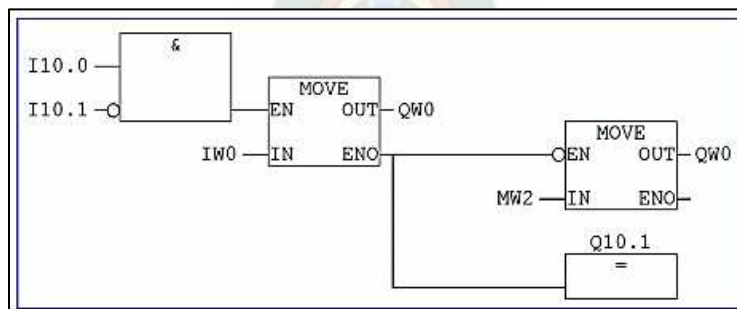 &
I10.0
I10.1
MOVE
EN OUT QW0
IW0 IN ENO
MOVE
EN OUT QW0
MW2 IN ENO
Q10.1
=